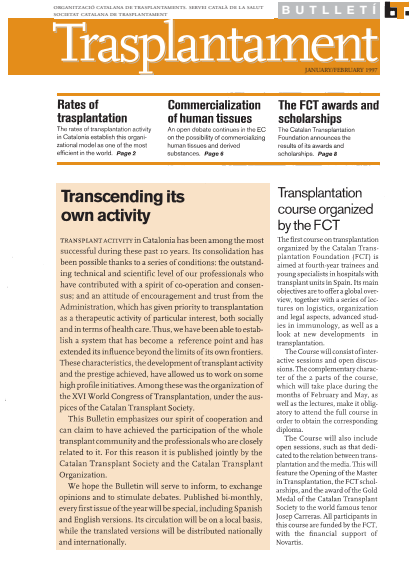 ORGANITZACIÓ CATALANA DE TRASPLANTAMENTS. SERVEI CATALÀ DE LA SALUT
SOCIETAT CATALANA DE TRASPLANTAMENT
BUTLLETÍ
Trasplantament
JANUARY/FEBRUARY 1997
Rates of
trasplantation
The rates of transplantation activity
in Catalonia establish this organi-
zational model as one of the most
efficient in the world. Page 2
Commercialization
of human tissues
An open debate continues in the EC
on the possibility of commercializing
human tissues and derived
substances. Page 6
The FCT awards and
scholarships
The Catalan Transplantation
Foundation announces the
results of its awards and
scholarships. Page 8
Transcending its
own activity
TRANSPLANT ACTIVITY in Catalonia has been among the most
successful during these past 10 years. Its consolidation has
been possible thanks to a series of conditions: the outstand-
ing technical and scientific level of our professionals who
have contributed with a spirit of co-operation and consen-
sus; and an attitude of encouragement and trust from the
Administration, which has given priority to transplantation
as a therapeutic activity of particular interest, both socially
and in terms of health care. Thus, we have been able to estab-
lish a system that has become a reference point and has
extended its influence beyond the limits of its own frontiers.
These characteristics, the development of transplant activity
and the prestige achieved, have allowed us to work on some
high profile initiatives. Among these was the organization of
the XVI World Congress of Transplantation, under the aus-
pices of the Catalan Transplant Society.
This Bulletin emphasizes our spirit of cooperation and
can claim to have achieved the participation of the whole
transplant community and the professionals who are closely
related to it. For this reason it is published jointly by the
Catalan Transplant Society and the Catalan Transplant
Organization.
We hope the Bulletin will serve to inform, to exchange
opinions and to stimulate debates. Published bi-monthly,
every first issue of the year will be special, including Spanish
and English versions. Its circulation will be on a local basis,
while the translated versions will be distributed nationally
and internationally.
Transplantation
course organized
by the FCT
The first course on transplantation
organized by the Catalan Trans-
plantation Foundation (FCT) is
aimed at fourth-year trainees and
young specialists in hospitals with
transplant units in Spain. Its main
objectives are to offer a global over-
view, together with a series of lec-
tures on logistics, organization
and legal aspects, advanced stud-
ies in immunology, as well as a
look at new developments in
transplantation.
The Course will consist of inter-
active sessions and open discus-
sions. The complementary charac-
ter of the 2 parts of the course,
which will take place during the
months of February and May, as
well as the lectures, make it oblig-
atory to attend the full course in
order to obtain the corresponding
diploma.
The Course will also include
open sessions, such as that dedi-
cated to the relation between trans-
plantation and the media. This will
feature the Opening of the Master
in Transplantation, the FCT schol-
arships, and the award of the Gold
Medal of the Catalan Transplant
Society to the world famous tenor
Josep Carreras. All participants in
this course are funded by the FCT,
with the financial support of
Novartis.